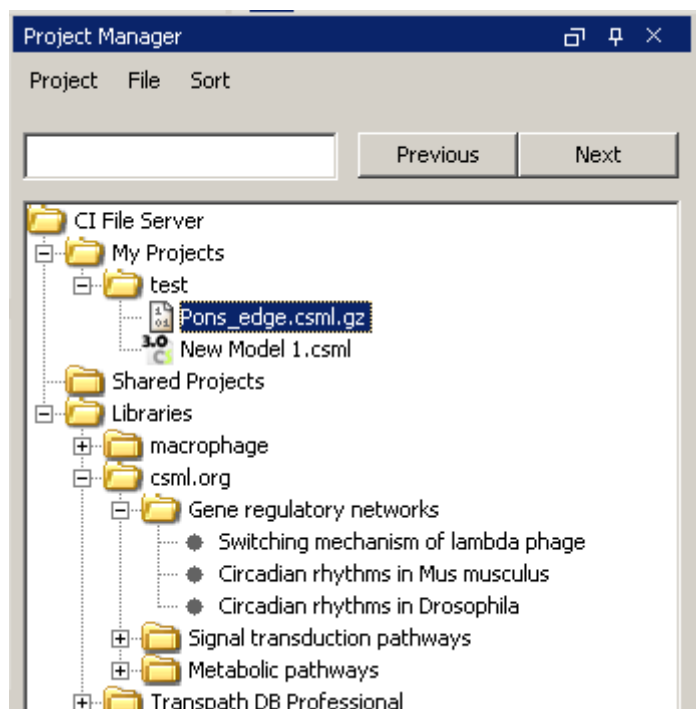 Project Manager
Project File Sort
Previous Next
CI File Server
My Projects
test
Pons_edge.csml.gz
3.0 New Model 1.csml
Shared Projects
Libraries
macrophage
csml.org
Gene regulatory networks
Switching mechanism of lambda phage
Circadian rhythms in Mus musculus
Circadian rhythms in Drosophila
Signal transduction pathways
Metabolic pathways
Transpath DB Professional